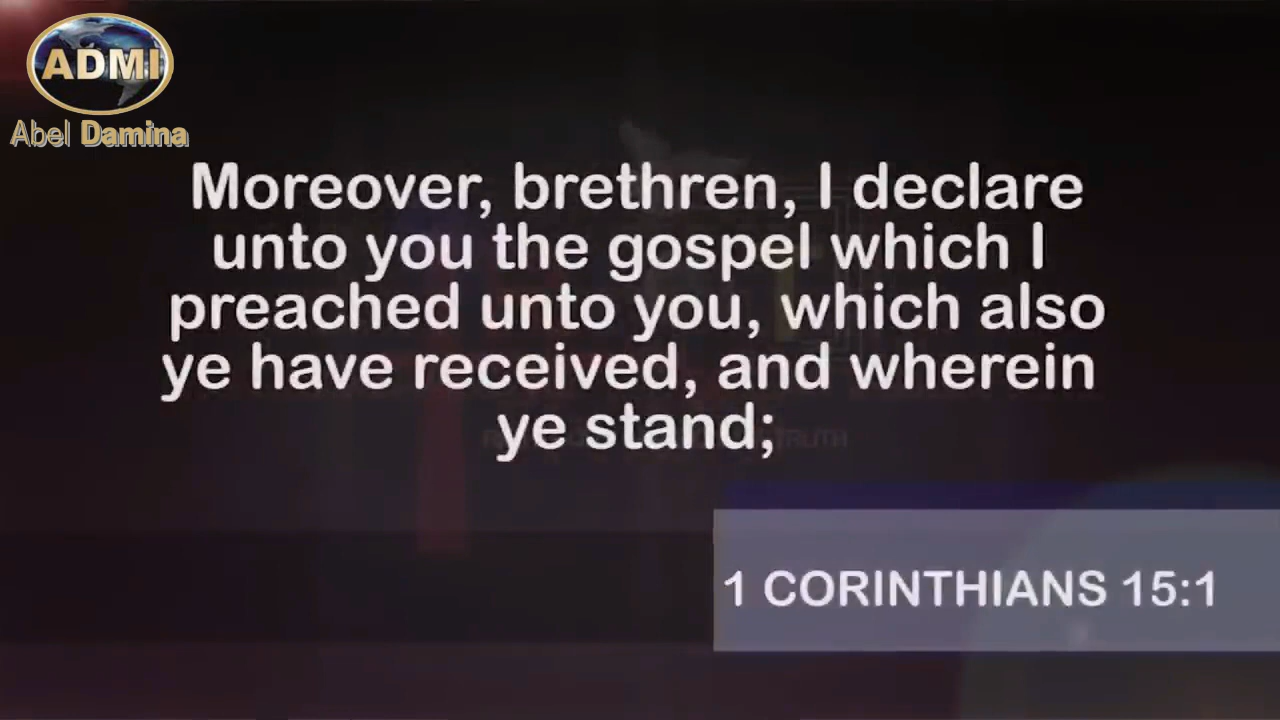 ADMI
Abel Damina
Moreover, brethren, I declare
unto you the gospel which I
preached unto you, which also
ye have received, and wherein
ye stand;
TRUTH
1 CORINTHIANS 15:1